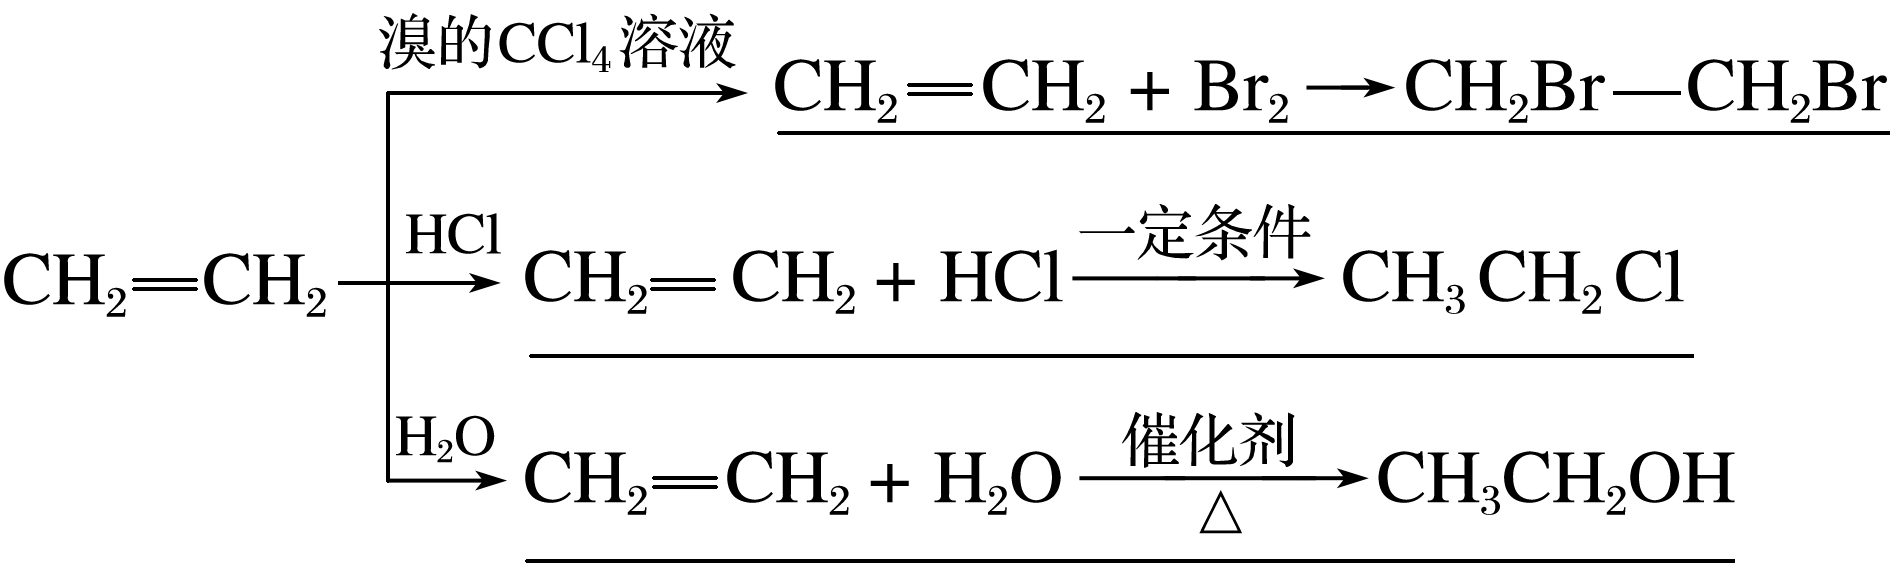 溴的CCl₄溶液
CH₂═CH₂ + Br₂ → CH₂Br—CH₂Br
HCl
一定条件
CH₂═CH₂
CH₂═CH₂ + HCl → CH₃CH₂Cl
H₂O
催化剂
CH₂═CH₂ + H₂O → CH₃CH₂OH
△